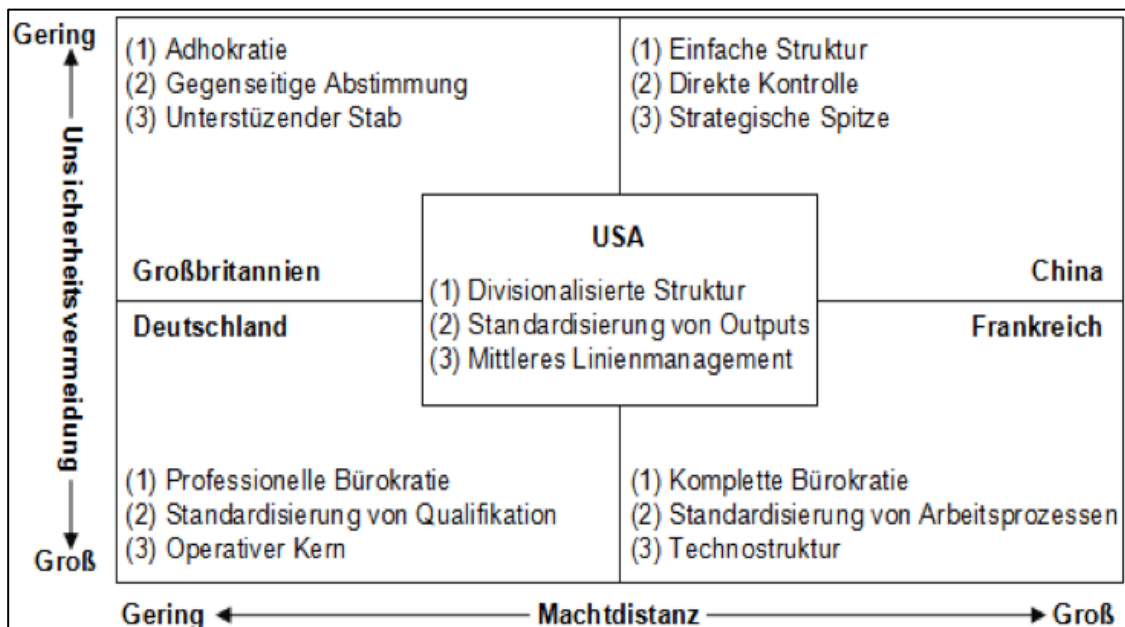 Gering
(1) Adhokratie
(2) Gegenseitige Abstimmung
(3) Unterstüzender Stab
Großbritannien
(1) Einfache Struktur
(2) Direkte Kontrolle
(3) Strategische Spitze
China
USA
(1) Divisionalisierte Struktur
(2) Standardisierung von Outputs
(3) Mittleres Linienmanagement
Deutschland
(1) Professionelle Bürokratie
(2) Standardisierung von Qualifikation
(3) Operativer Kern
Frankreich
(1) Komplette Bürokratie
(2) Standardisierung von Arbeitsprozessen
(3) Technostruktur
Unsicherheitsvermeidung
Groß
Gering
Machtdistanz
Groß